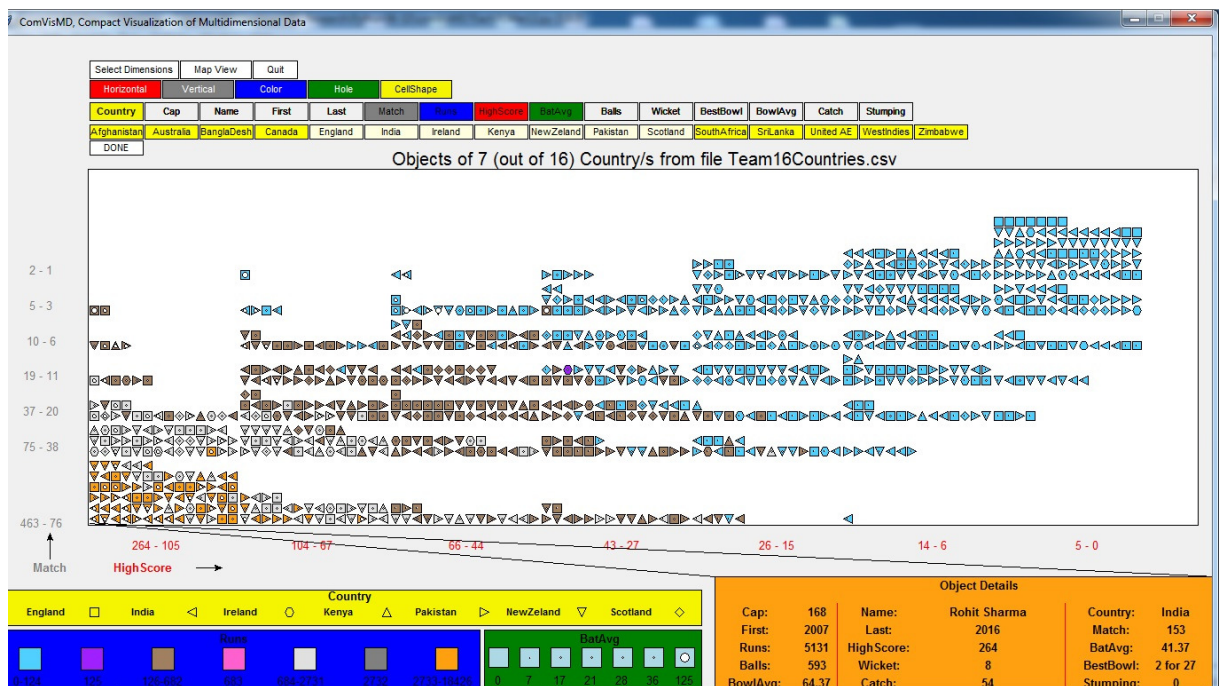 ComVisMD, Compact Visualization of Multidimensional Data
Select Dimensions Map View Quit
Horizontal Vertical Color Hole CellShape
Country Cap Name First Last Match Runs HighScore BatAvg Balls Wicket BestBowl BowlAvg Catch Stumping
Afghanistan Australia BanglaDesh Canada England India Ireland Kenya NewZeland Pakistan Scotland SouthAfrica SriLanka United AE WestIndies Zimbabwe
DONE
Objects of 7 (out of 16) Country/s from file Team16Countries.csv
2 - 1
5 - 3
10 - 6
19 - 11
37 - 20
75 - 38
463 - 76
264 - 105 104 - 67 66 - 44 43 - 27 26 - 15 14 - 6 5 - 0
Match HighScore
Country
England India Ireland Kenya Pakistan NewZeland Scotland
Runs
125 126-682 683 684-2731 2732 2733-18426
BatAvg
0 7 17 21 28 36 125
Object Details
Cap: 168 Name: Rohit Sharma Country: India
First: 2007 Last: 2016 Match: 153
Runs: 5131 HighScore: 264 BatAvg: 41.37
Balls: 593 Wicket: 8 BestBowl: 2 for 27
BowlAvg: 64.37 Catch: 54 Stumping: 0